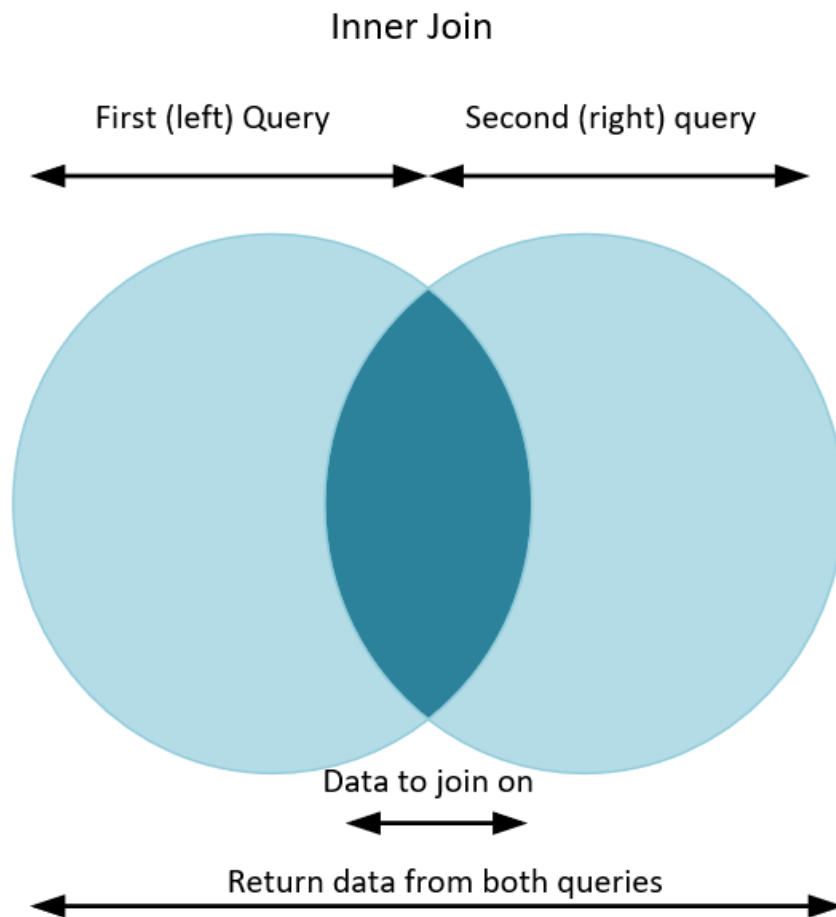 Inner Join
First (left) Query
Second (right) query
Data to join on
Return data from both queries